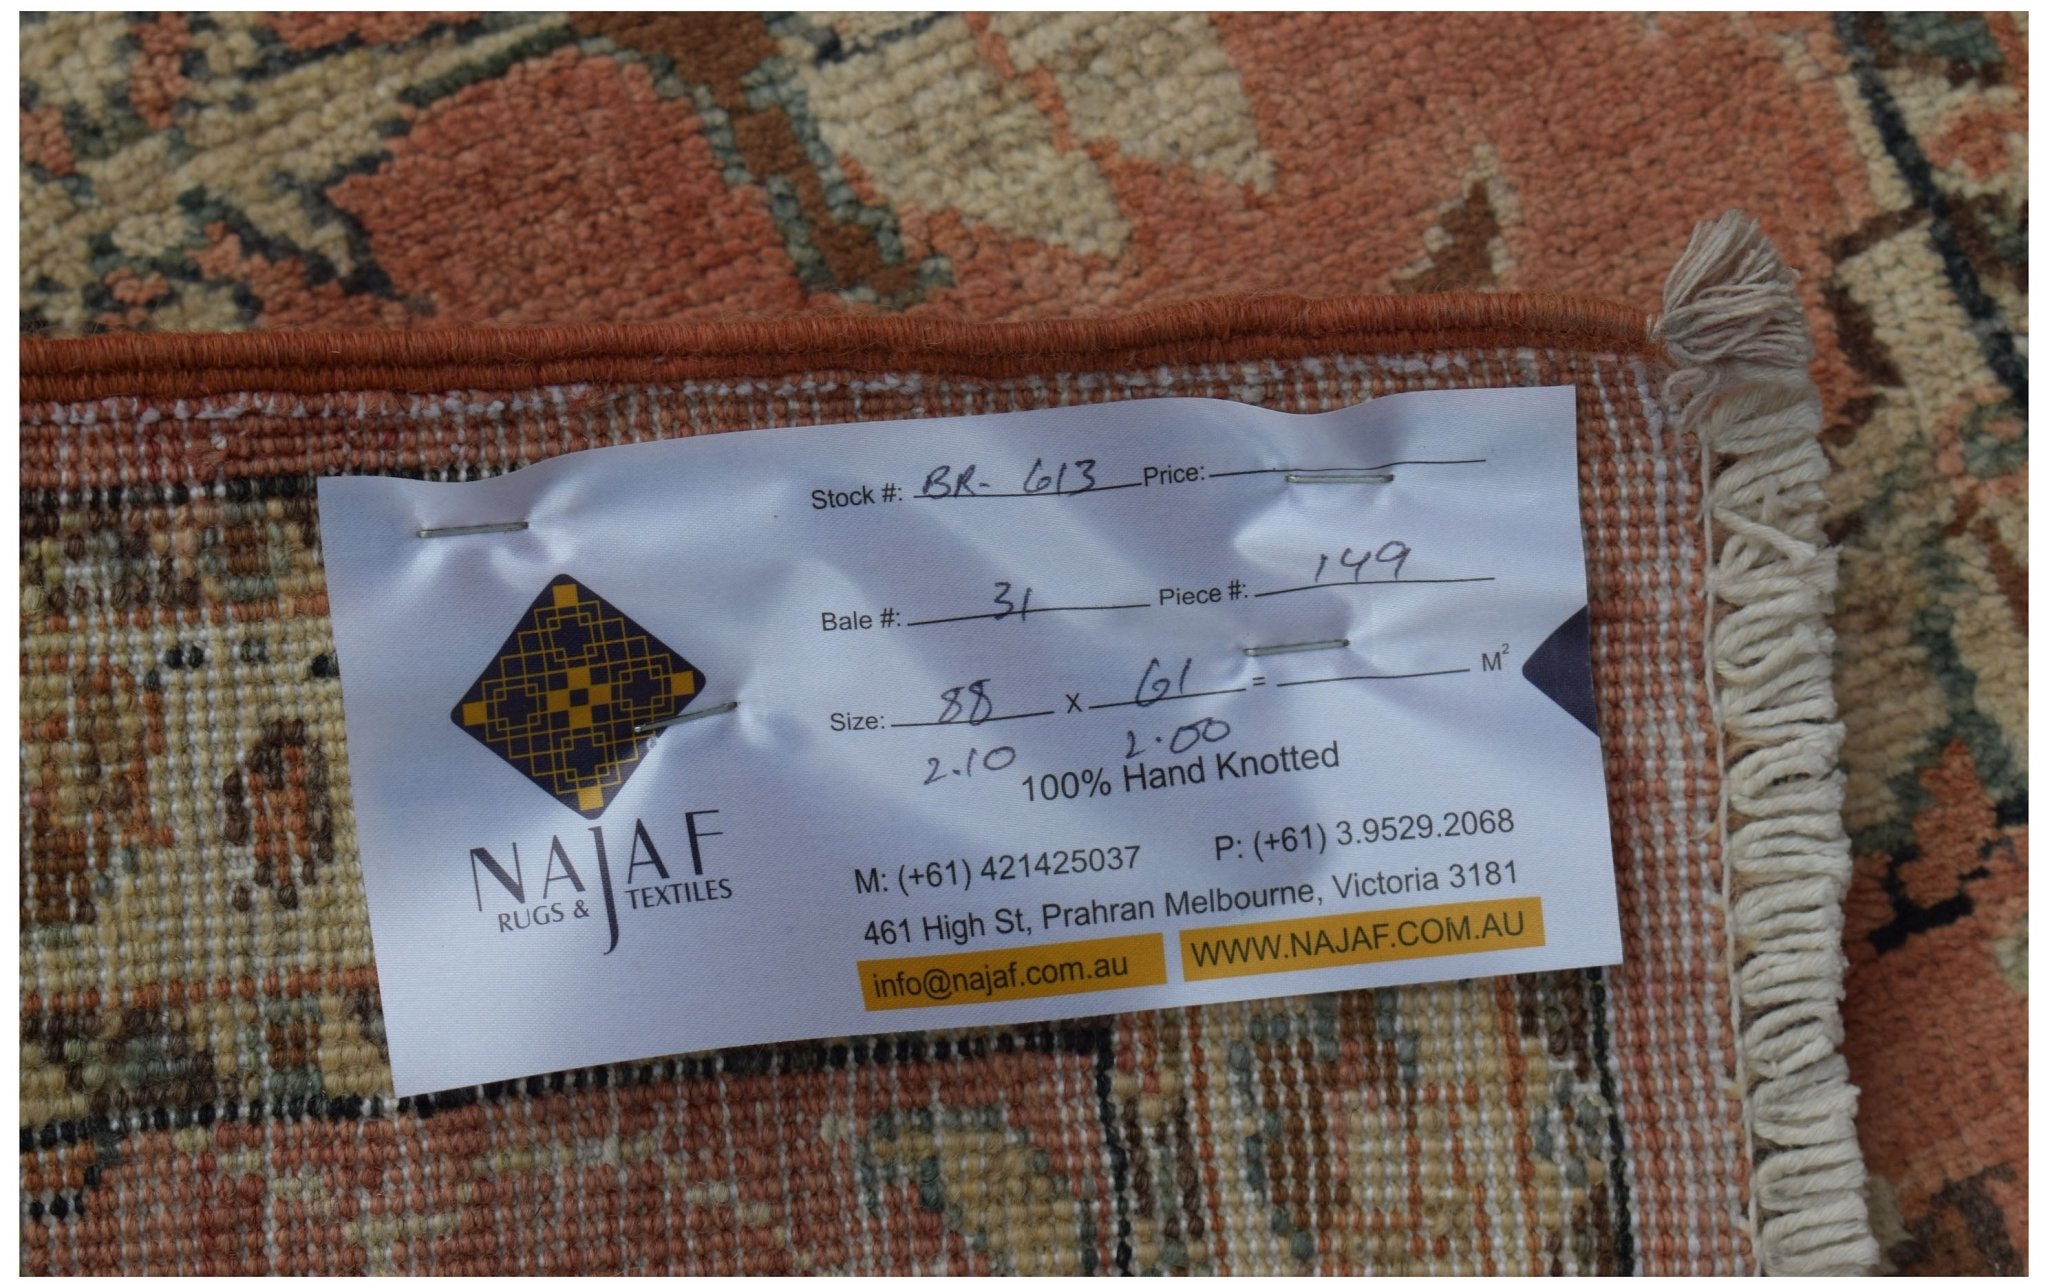 Stock #: BR- 613 Price:
Bale #: 31 Piece #: 149
Size: 88 X 61 = M²
2.10 2.00
100% Hand Knotted
NAJAF
RUGS & TEXTILES
M: (+61) 421425037 P: (+61) 3.9529.2068
461 High St, Prahran Melbourne, Victoria 3181
info@najaf.com.au WWW.NAJAF.COM.AU